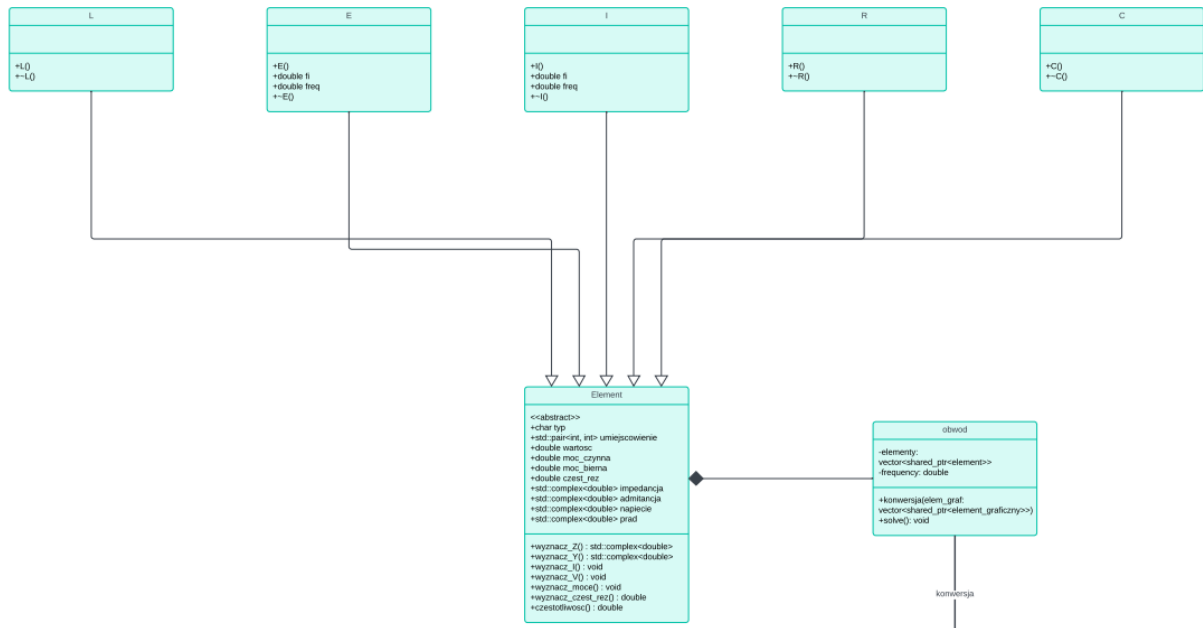 L
+L()
+~L()
E
+E()
+double fi
+double freq
+~E()
I
+I()
+double fi
+double freq
+~I()
R
+R()
+~R()
C
+C()
+~C()
Element
<<abstract>>
+char typ
+std::pair<int, int> umiejscowienie
+double wartosc
+double moc_czynna
+double moc_bierna
+double czest_rez
+std::complex<double> impedancja
+std::complex<double> admitancja
+std::complex<double> napiecie
+std::complex<double> prad
+wyznacz_Z() : std::complex<double>
+wyznacz_Y() : std::complex<double>
+wyznacz_I() : void
+wyznacz_V() : void
+wyznacz_moce() : void
+wyznacz_czest_rez() : double
+czestotliwosc() : double
obwod
-elementy:
vector<shared_ptr<element>>
-frequency: double
+konwersja(elem_graf:
vector<shared_ptr<element_graficzny>>)
+solve(): void
konwersja